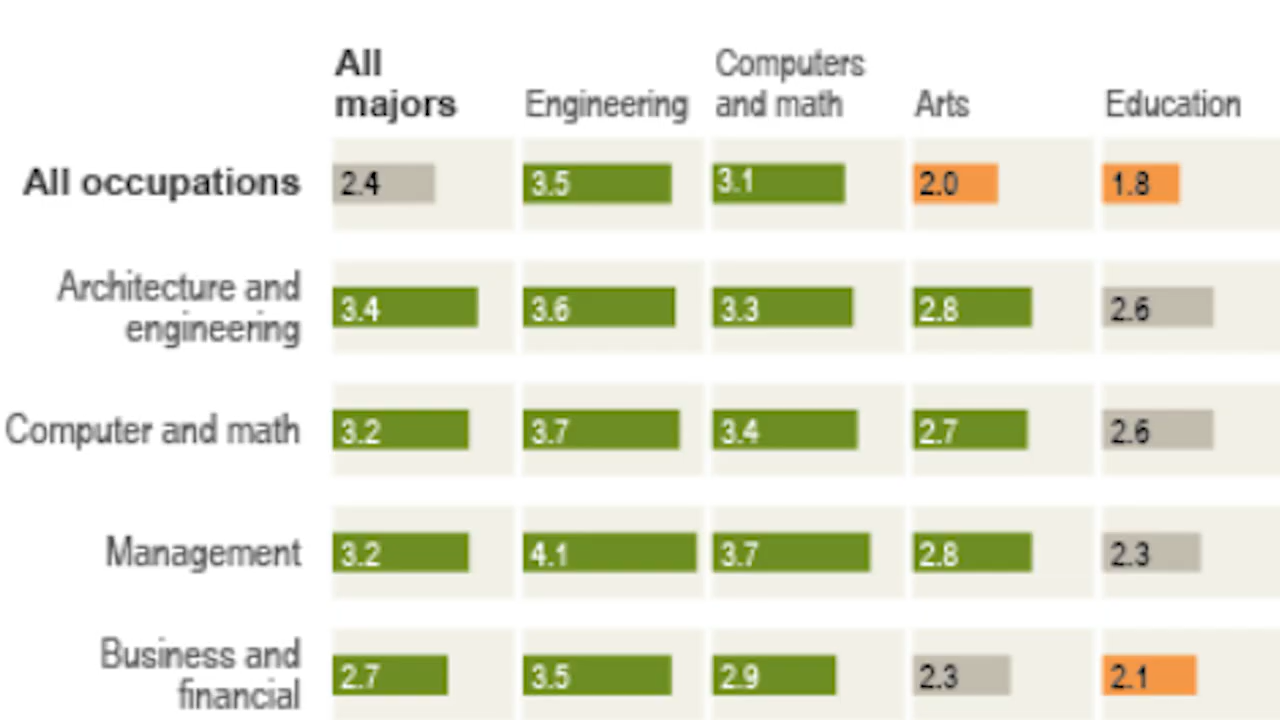 All majors Engineering Computers and math Arts Education
All occupations 2.4 3.5 3.1 2.0 1.8
Architecture and engineering 3.4 3.6 3.3 2.8 2.6
Computer and math 3.2 3.7 3.4 2.7 2.6
Management 3.2 4.1 3.7 2.8 2.3
Business and financial 2.7 3.5 2.9 2.3 2.1